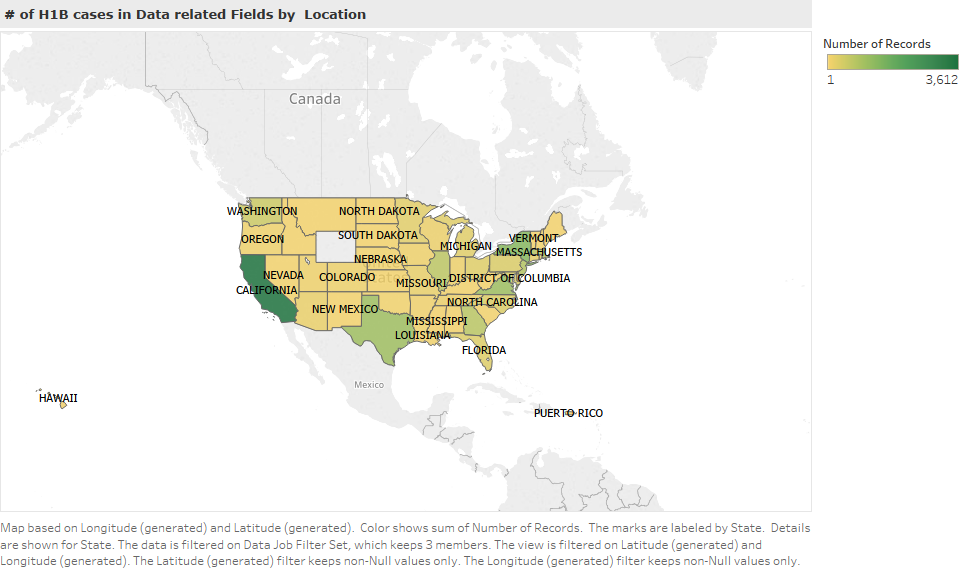 # of H1B cases in Data related Fields by Location
Number of Records
1 3,612
Canada
WASHINGTON
NORTH DAKOTA
SOUTH DAKOTA
OREGON
VERMONT
MICHIGAN
MASSACHUSETTS
NEBRASKA
NEVADA
COLORADO
MISSOURI
DISTRICT OF COLUMBIA
CALIFORNIA
NEW MEXICO
NORTH CAROLINA
MISSISSIPPI
LOUISIANA
FLORIDA
Mexico
HAWAII
PUERTO RICO
Map based on Longitude (generated) and Latitude (generated). Color shows sum of Number of Records. The marks are labeled by State. Details
are shown for State. The data is filtered on Data Job Filter Set, which keeps 3 members. The view is filtered on Latitude (generated) and
Longitude (generated). The Latitude (generated) filter keeps non-Null values only. The Longitude (generated) filter keeps non-Null values only.